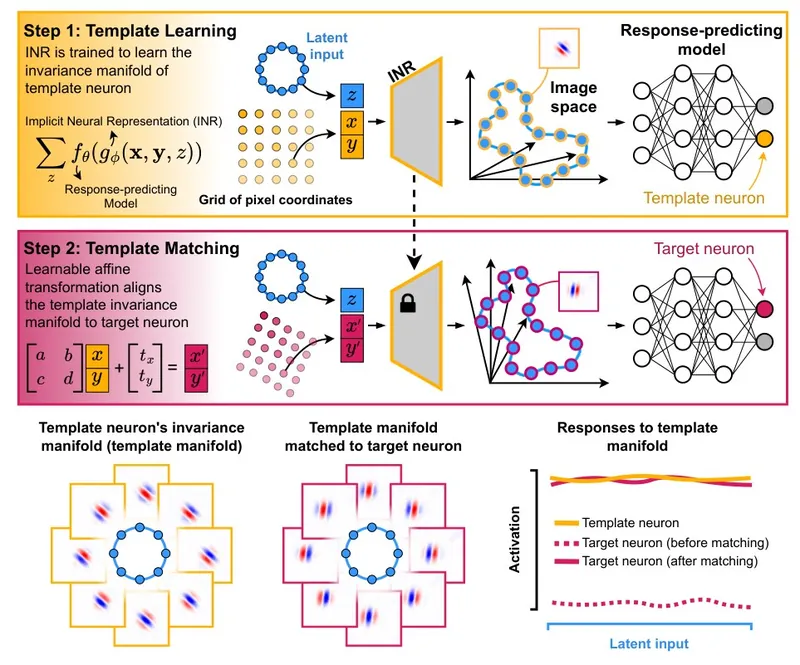 Step 1: Template Learning
INR is trained to learn the
invariance manifold of
template neuron
Implicit Neural Representation (INR)
∑ f_θ(g_ϕ(x, y, z))
z
Response-predicting
Model
Latent
input
z
x
y
Grid of pixel coordinates
INR
Image
space
Response-predicting
model
Template neuron
Step 2: Template Matching
Learnable affine
transformation aligns
the template invariance
manifold to target neuron
[a b; c d] [x; y] + [t_x; t_y] = [x′; y′]
z
x′
y′
Target neuron
Template neuron's invariance
manifold (template manifold)
Template manifold
matched to target neuron
Responses to template
manifold
Activation
Template neuron
Target neuron (before matching)
Target neuron (after matching)
Latent input